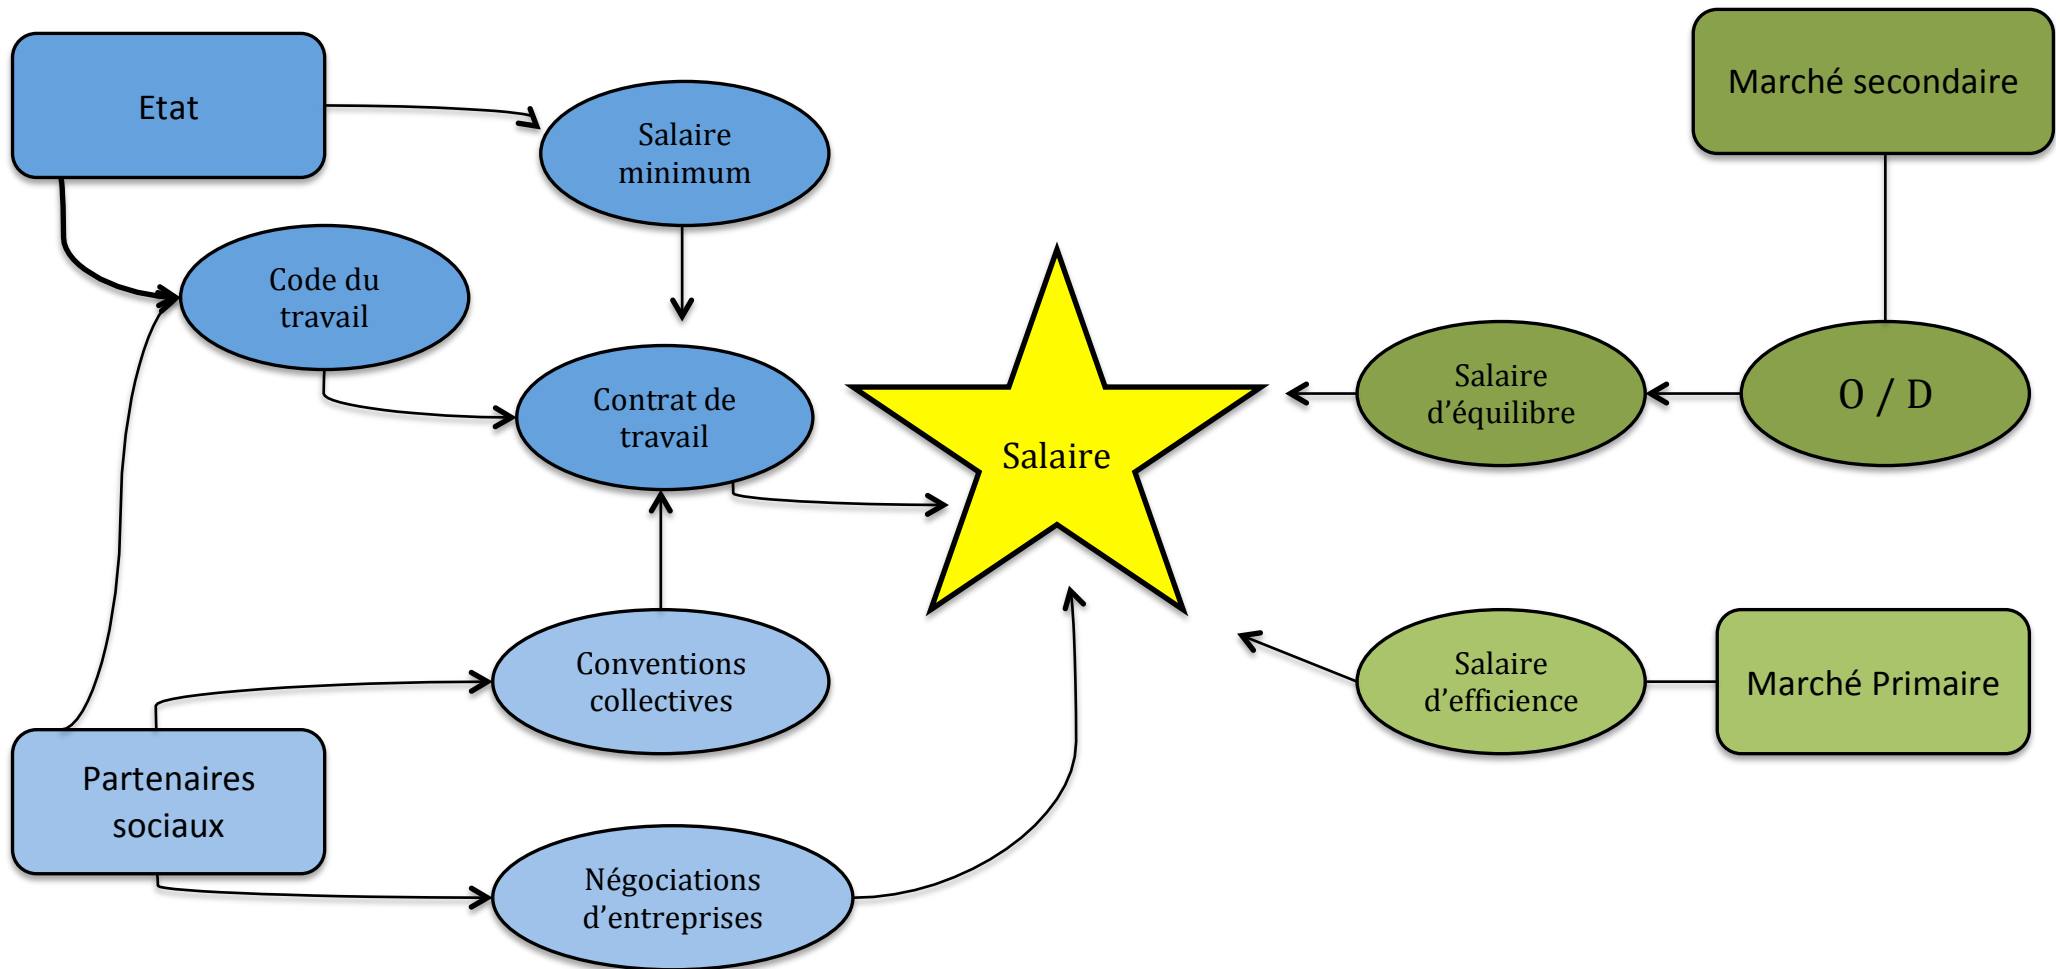 Etat
Salaire
minimum
Marché secondaire
Code du
travail
Contrat de
travail
Salaire
Salaire
d’équilibre
O / D
Conventions
collectives
Salaire
d’efficience
Marché Primaire
Partenaires
sociaux
Négociations
d’entreprises